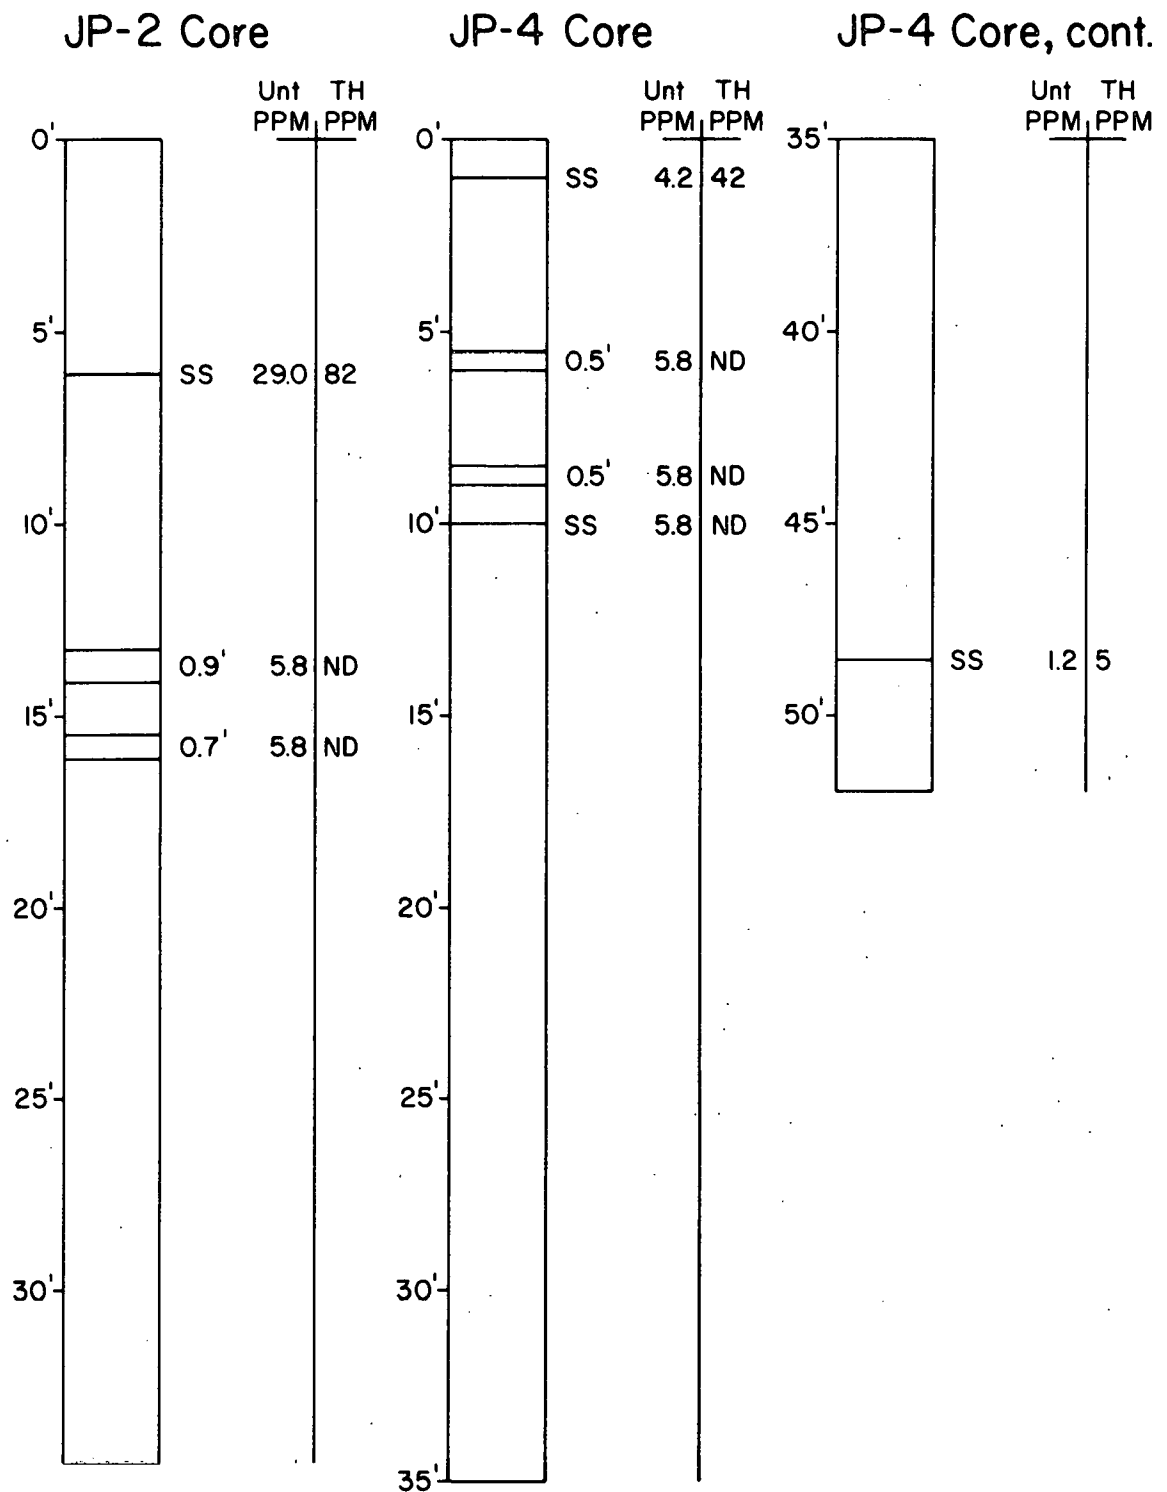 JP-2 Core
Unt TH
PPM PPM
0'
5'
SS 29.0 82
10'
0.9' 5.8 ND
15'
0.7' 5.8 ND
20'
25'
30'
JP-4 Core
Unt TH
PPM PPM
0'
SS 4.2 42
5'
0.5' 5.8 ND
0.5' 5.8 ND
10' SS 5.8 ND
15'
20'
25'
30'
35'
JP-4 Core, cont.
Unt TH
PPM PPM
35'
40'
45'
SS 1.2 5
50'